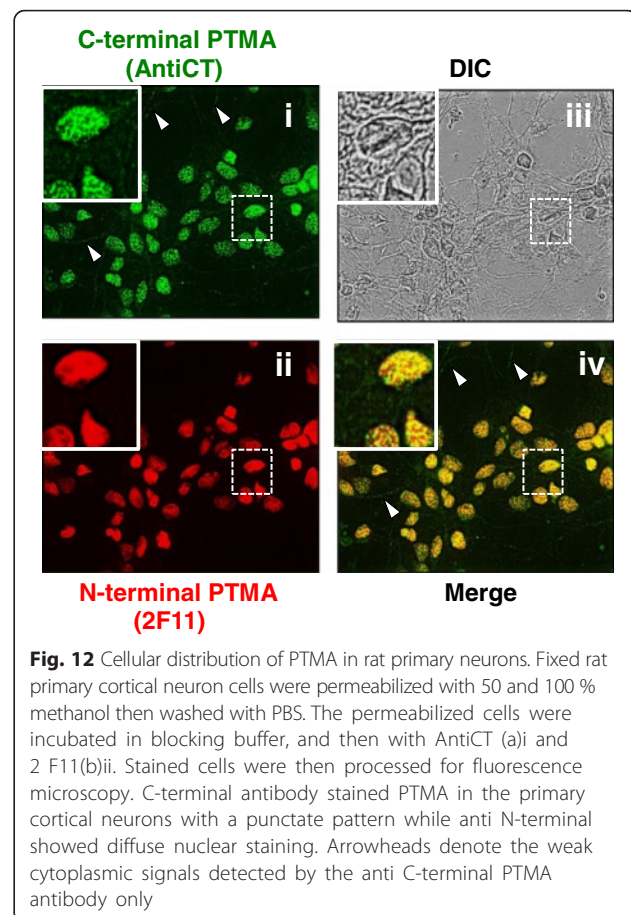 C-terminal PTMA
(AntiCT)
DIC
i
iii
ii
iv
N-terminal PTMA
(2F11)
Merge
Fig. 12 Cellular distribution of PTMA in rat primary neurons. Fixed rat
primary cortical neuron cells were permeabilized with 50 and 100 %
methanol then washed with PBS. The permeabilized cells were
incubated in blocking buffer, and then with AntiCT (a)i and
2 F11(b)ii. Stained cells were then processed for fluorescence
microscopy. C-terminal antibody stained PTMA in the primary
cortical neurons with a punctate pattern while anti N-terminal
showed diffuse nuclear staining. Arrowheads denote the weak
cytoplasmic signals detected by the anti C-terminal PTMA
antibody only